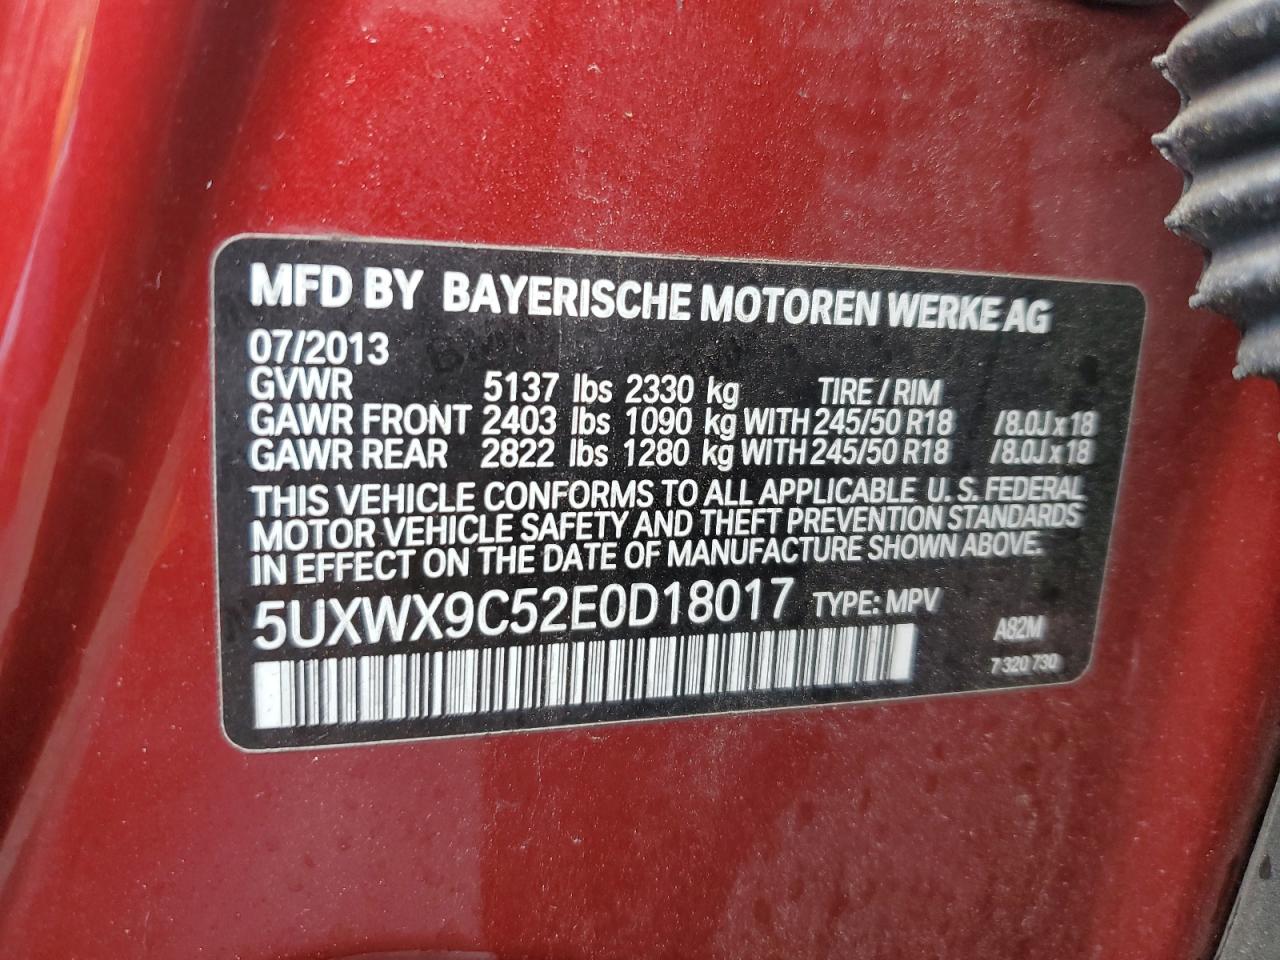 MFD BY BAYERISCHE MOTOREN WERKE AG
07/2013
GVWR 5137 lbs 2330 kg TIRE / RIM
GAWR FRONT 2403 lbs 1090 kg WITH 245/50 R18 /8.0J x 18
GAWR REAR 2822 lbs 1280 kg WITH 245/50 R18 /8.0J x 18
THIS VEHICLE CONFORMS TO ALL APPLICABLE U. S. FEDERAL
MOTOR VEHICLE SAFETY AND THEFT PREVENTION STANDARDS
IN EFFECT ON THE DATE OF MANUFACTURE SHOWN ABOVE.
5UXWX9C52E0D18017 TYPE: MPV
A82M
7 320 730